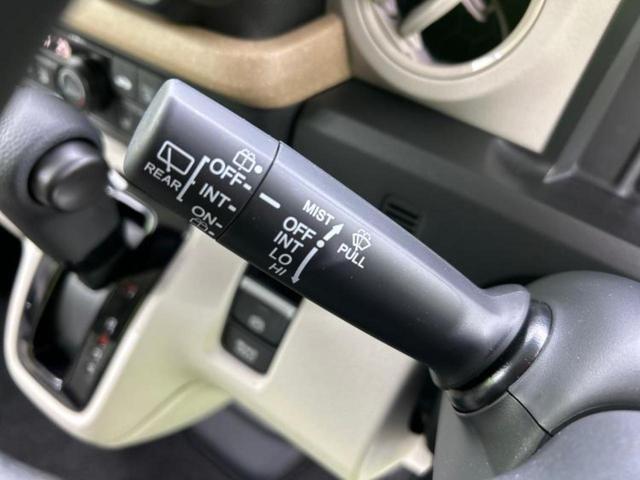 REAR
OFF
INT
ON
MIST
OFF
INT
LO
HI
PULL